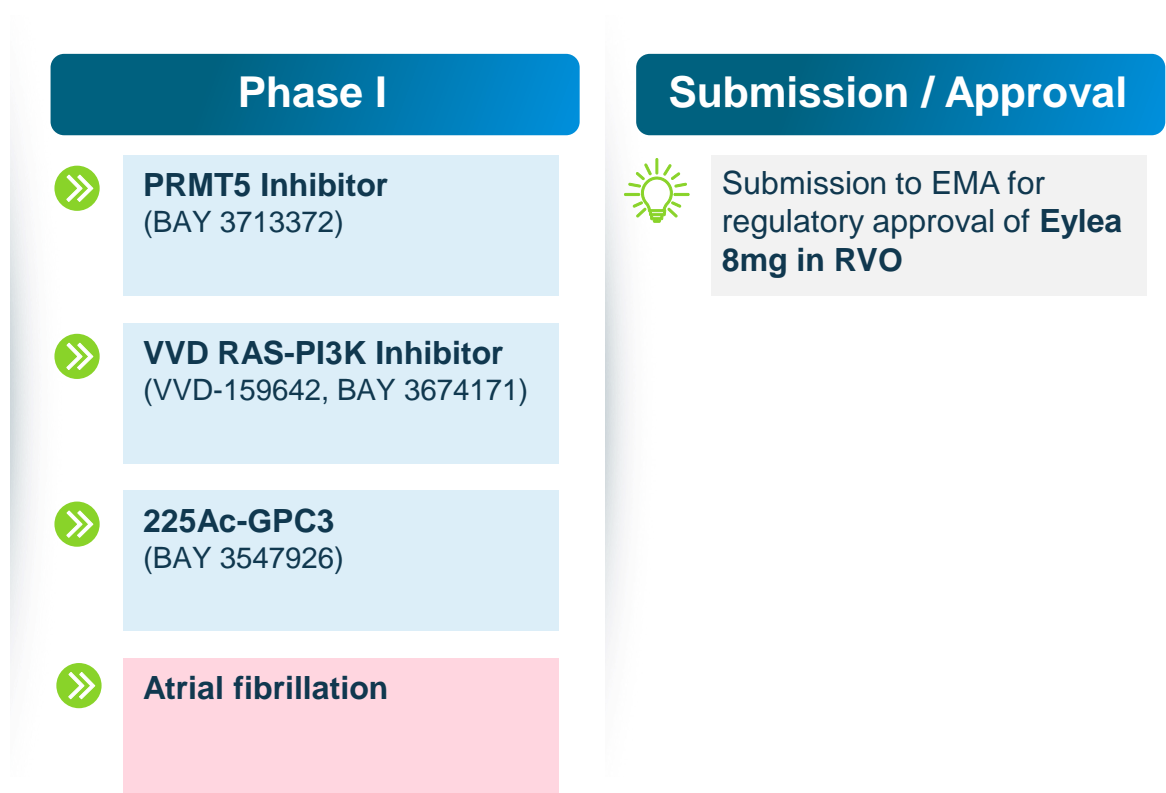 Phase I
PRMT5 Inhibitor
(BAY 3713372)
VVD RAS-PI3K Inhibitor
(VVD-159642, BAY 3674171)
225Ac-GPC3
(BAY 3547926)
Atrial fibrillation
Submission / Approval
Submission to EMA for
regulatory approval of Eylea
8mg in RVO